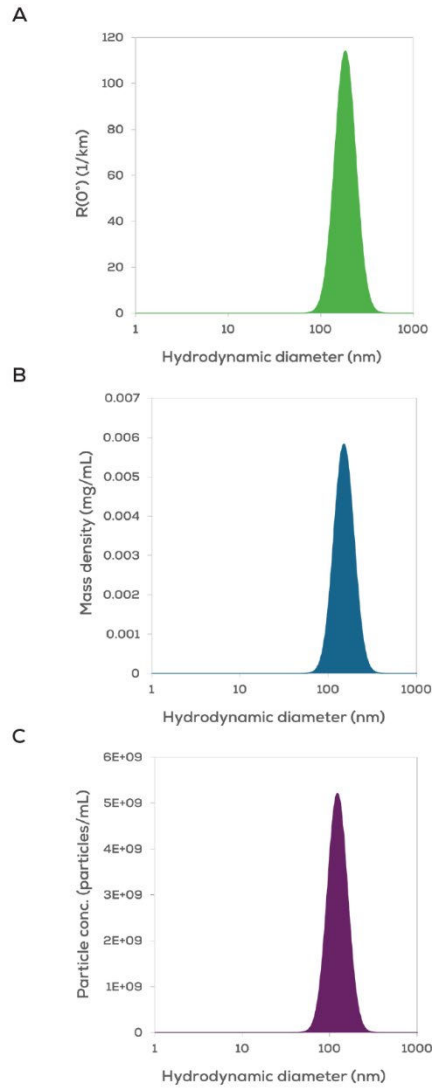 A
120
100
80
60
40
20
0
R(0°) (1/km)
1 10 100 1000
Hydrodynamic diameter (nm)
B
0.007
0.006
0.005
0.004
0.003
0.002
0.001
0
Mass density (mg/mL)
1 10 100 1000
Hydrodynamic diameter (nm)
C
6E+09
5E+09
4E+09
3E+09
2E+09
1E+09
0
Particle conc. (particles/mL)
1 10 100 1000
Hydrodynamic diameter (nm)